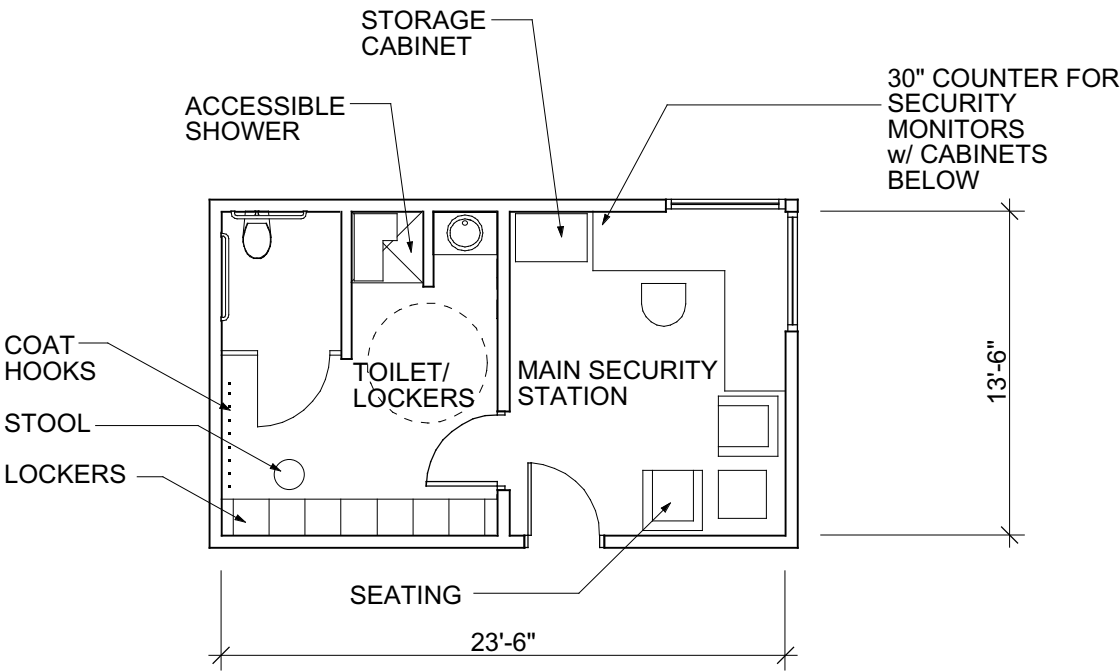 STORAGE
CABINET
30" COUNTER FOR
SECURITY
MONITORS
w/ CABINETS
BELOW
ACCESSIBLE
SHOWER
COAT
HOOKS
STOOL
LOCKERS
TOILET/
LOCKERS
MAIN SECURITY
STATION
13'-6"
SEATING
23'-6"